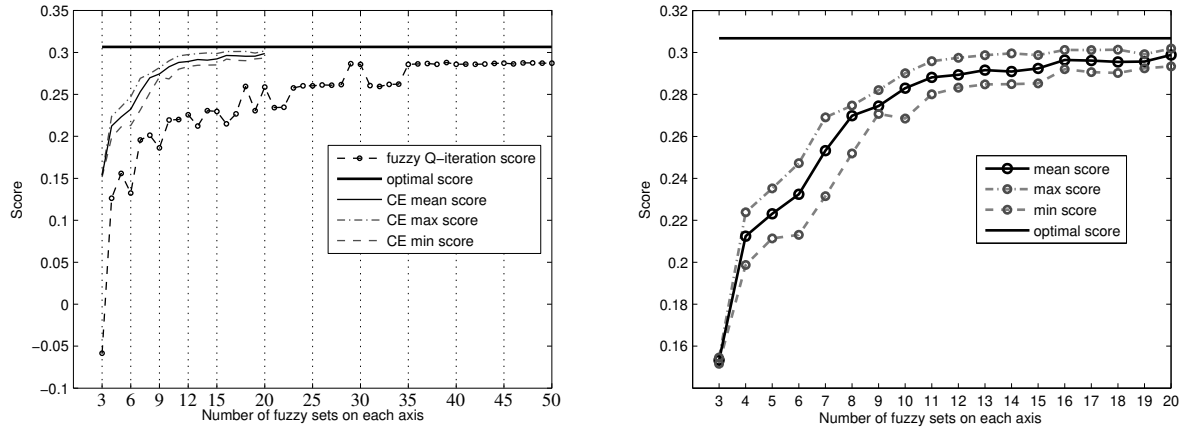 0.35
0.3
0.25
0.2
0.15
0.1
0.05
0
−0.05
−0.1
Score
3 6 9 12 15 20 25 30 35 40 45 50
Number of fuzzy sets on each axis
fuzzy Q−iteration score
optimal score
CE mean score
CE max score
CE min score
0.32
0.3
0.28
0.26
0.24
0.22
0.2
0.18
0.16
Score
3 4 5 6 7 8 9 10 11 12 13 14 15 16 17 18 19 20
Number of fuzzy sets on each axis
mean score
max score
min score
optimal score